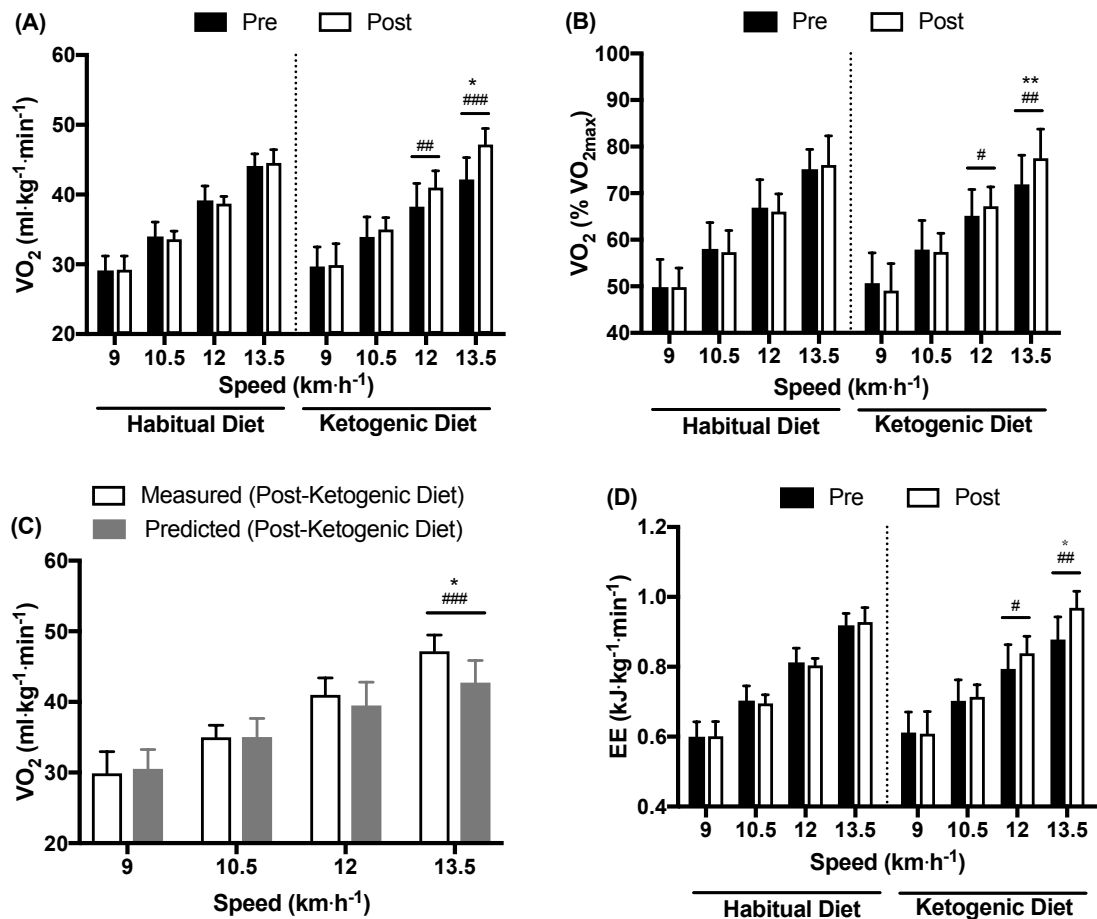 (A)
Pre Post
VO₂ (ml·kg⁻¹·min⁻¹)
60
50
40
30
20
*
###
##
9 10.5 12 13.5 9 10.5 12 13.5
Speed (km·h⁻¹)
Habitual Diet Ketogenic Diet
(B)
Pre Post
VO₂ (% VO₂max)
100
90
80
70
60
50
40
**
##
#
9 10.5 12 13.5 9 10.5 12 13.5
Speed (km·h⁻¹)
Habitual Diet Ketogenic Diet
(C)
Measured (Post-Ketogenic Diet)
Predicted (Post-Ketogenic Diet)
VO₂ (ml·kg⁻¹·min⁻¹)
60
50
40
30
20
*
###
9 10.5 12 13.5
Speed (km·h⁻¹)
(D)
Pre Post
EE (kJ·kg⁻¹·min⁻¹)
1.2
1.0
0.8
0.6
0.4
*
##
#
9 10.5 12 13.5 9 10.5 12 13.5
Speed (km·h⁻¹)
Habitual Diet Ketogenic Diet